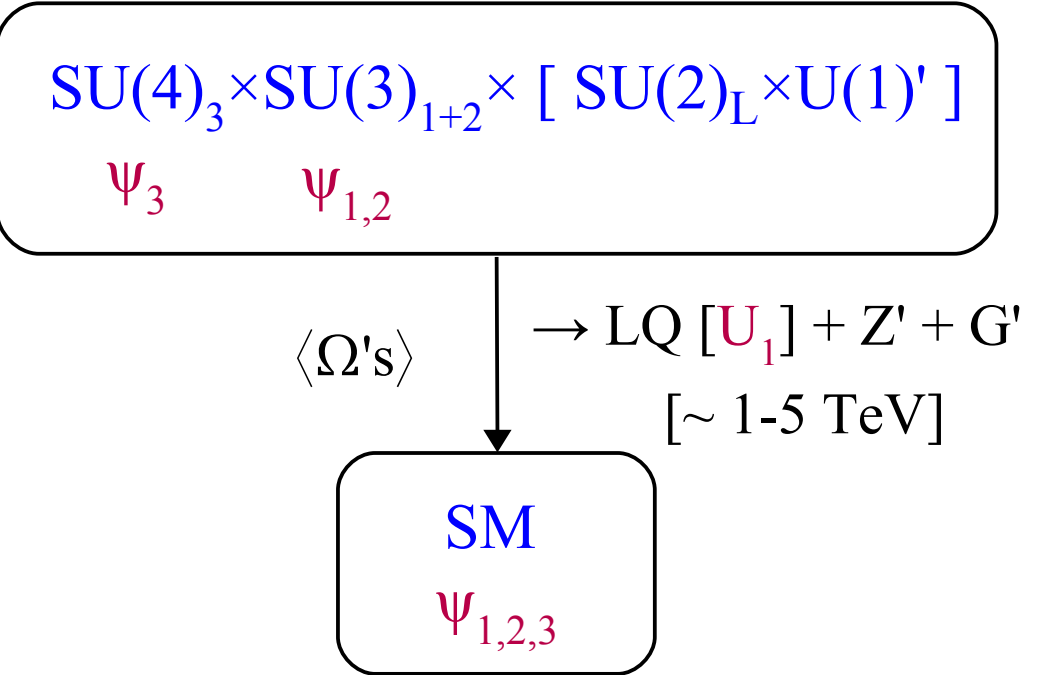 SU(4)₃×SU(3)₁₊₂× [ SU(2)_L×U(1)' ]
ψ₃ ψ₁,₂
⟨Ω's⟩
→ LQ [U₁] + Z' + G'
[~ 1-5 TeV]
SM
ψ₁,₂,₃